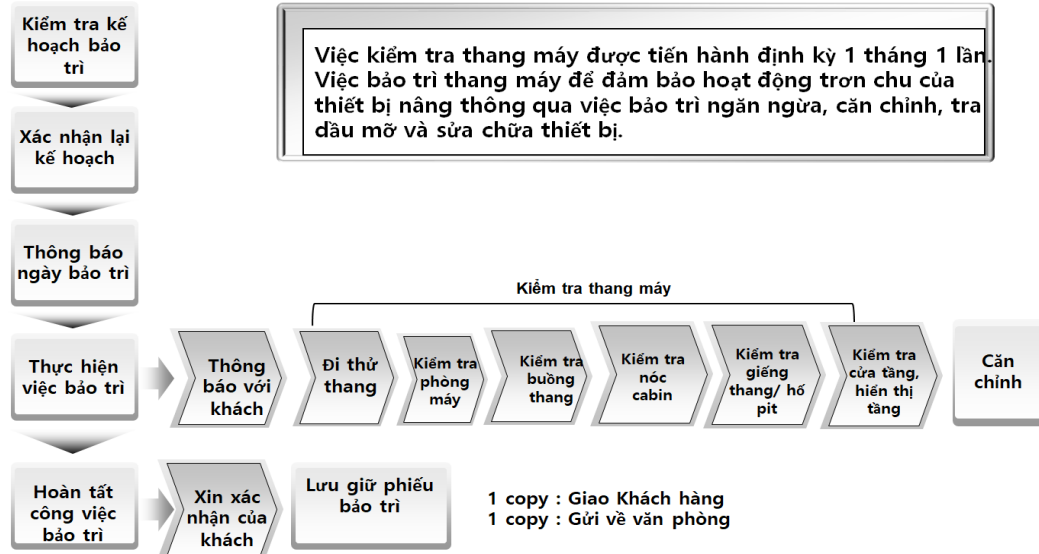 Kiểm tra kế
hoạch bảo
trì
Việc kiểm tra thang máy được tiến hành định kỳ 1 tháng 1 lần.
Việc bảo trì thang máy để đảm bảo hoạt động trơn chu của
thiết bị nâng thông qua việc bảo trì ngăn ngừa, căn chỉnh, tra
dầu mỡ và sửa chữa thiết bị.
Xác nhận lại
kế hoạch
Thông báo
ngày bảo trì
Kiểm tra thang máy
Thực hiện
việc bảo trì
Thông
báo với
khách
Đi thử
thang
Kiểm tra
phòng
máy
Kiểm tra
buồng
thang
Kiểm tra
nóc
cabin
Kiểm tra
giếng
thang/ hố
pit
Kiểm tra
cửa tầng,
hiển thị
tầng
Căn
chỉnh
Hoàn tất
công việc
bảo trì
Xin xác
nhận của
khách
Lưu giữ phiếu
bảo trì
1 copy : Giao Khách hàng
1 copy : Gửi về văn phòng